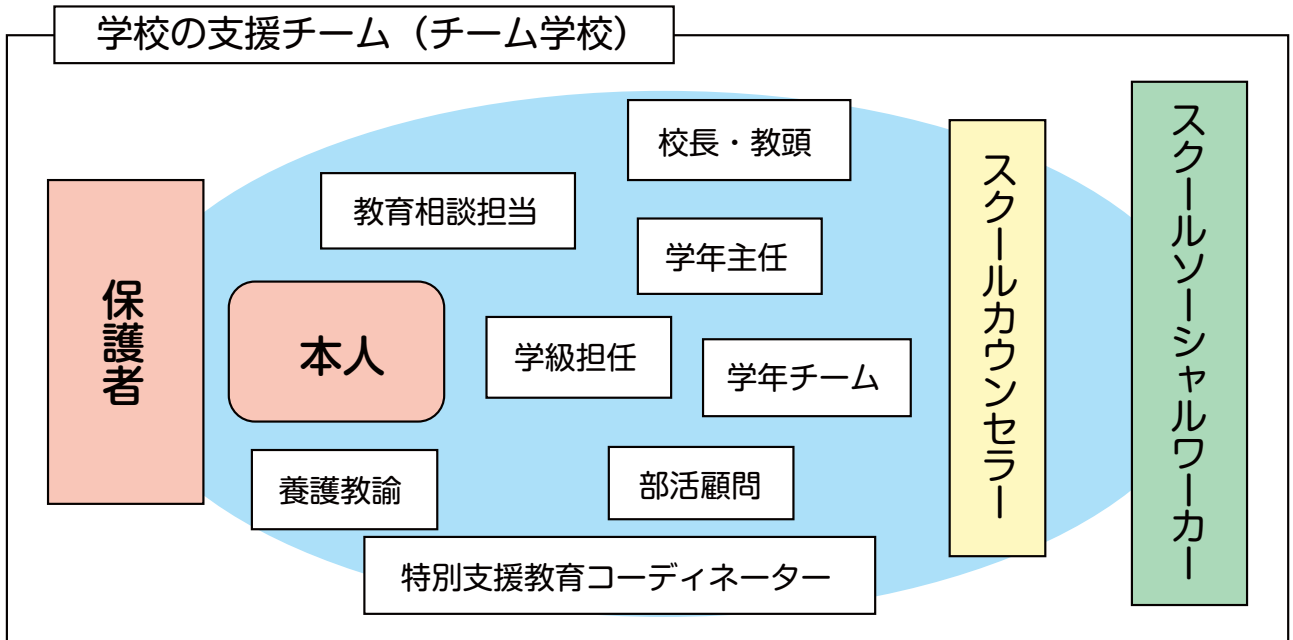 学校の支援チーム（チーム学校）
保護者
本人
教育相談担当
校長・教頭
学年主任
学級担任
学年チーム
養護教諭
部活顧問
特別支援教育コーディネーター
スクールカウンセラー
スクールソーシャルワーカー